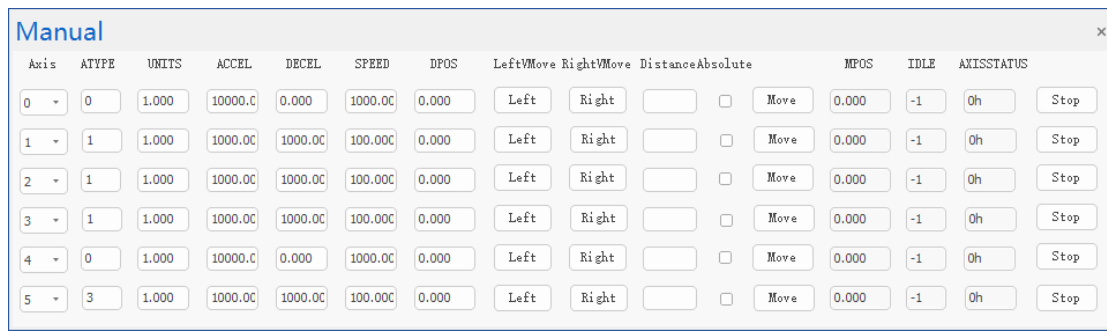 Manual ×
Axis ATYPE UNITS ACCEL DECEL SPEED DPOS LeftVMove RightVMove DistanceAbsolute MPOS IDLE AXISSTATUS
0 0 1.000 10000.0 0.000 1000.00 0.000 Left Right Move 0.000 -1 0h Stop
1 1 1.000 1000.00 1000.00 100.000 0.000 Left Right Move 0.000 -1 0h Stop
2 1 1.000 1000.00 1000.00 100.000 0.000 Left Right Move 0.000 -1 0h Stop
3 1 1.000 1000.00 1000.00 100.000 0.000 Left Right Move 0.000 -1 0h Stop
4 0 1.000 10000.0 0.000 1000.00 0.000 Left Right Move 0.000 -1 0h Stop
5 3 1.000 1000.00 1000.00 100.000 0.000 Left Right Move 0.000 -1 0h Stop